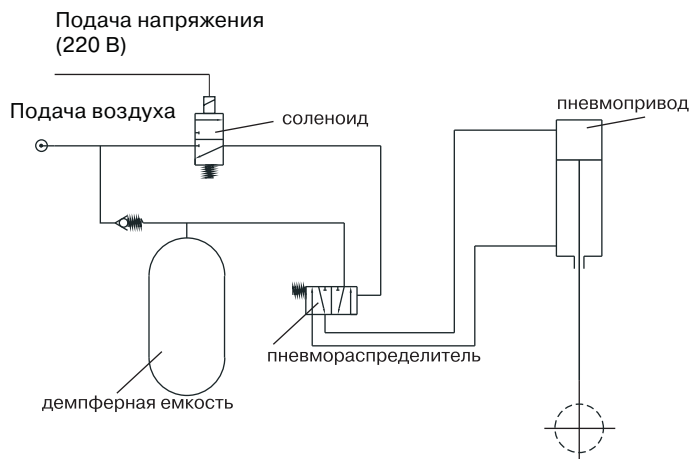 Подача напряжения
(220 В)
Подача воздуха
соленоид
пневмопривод
пневмораспределитель
демпферная емкость